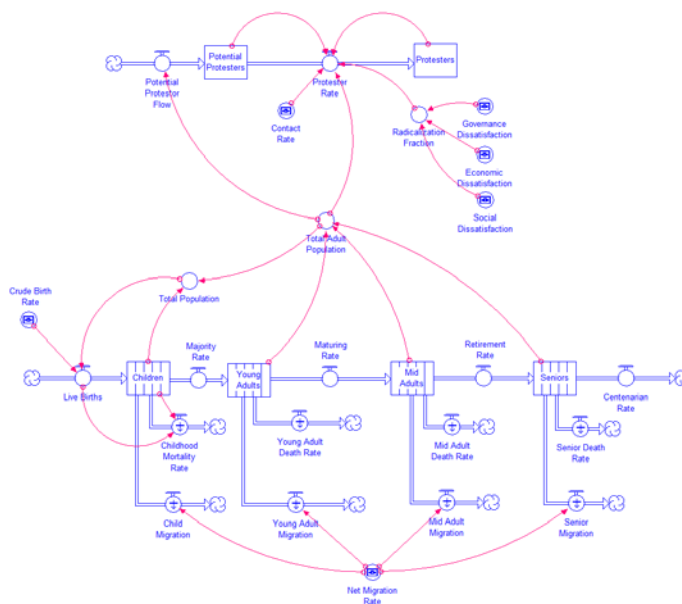 Potential
Protesters
Protesters
Potential
Protestor
Flow
Protester
Rate
Contact
Rate
Radicalization
Fraction
Governance
Dissatisfaction
Economic
Dissatisfaction
Social
Dissatisfaction
Total Adult
Population
Crude Birth
Rate
Total Population
Majority
Rate
Maturing
Rate
Retirement
Rate
Children
Young
Adults
Mid
Adults
Seniors
Live Births
Centenarian
Rate
Childhood
Mortality
Rate
Young Adult
Death Rate
Mid Adult
Death Rate
Senior Death
Rate
Child
Migration
Young Adult
Migration
Mid Adult
Migration
Senior
Migration
Net Migration
Rate